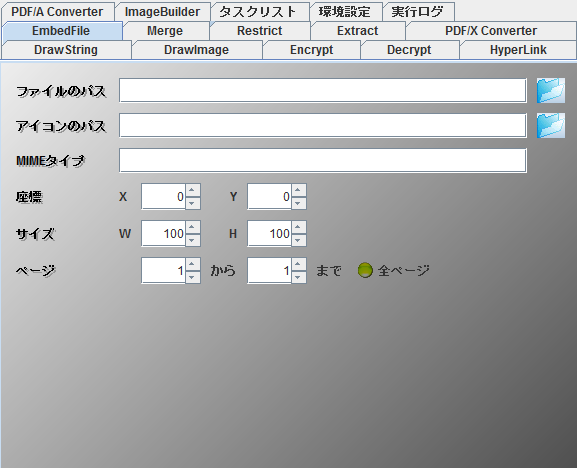 PDF/A Converter ImageBuilder タスクリスト 環境設定 実行ログ
EmbedFile Merge Restrict Extract PDF/X Converter
DrawString DrawImage Encrypt Decrypt HyperLink
ファイルのパス
アイコンのパス
MIMEタイプ
座標 X 0 Y 0
サイズ W 100 H 100
ページ 1 から 1 まで 全ページ